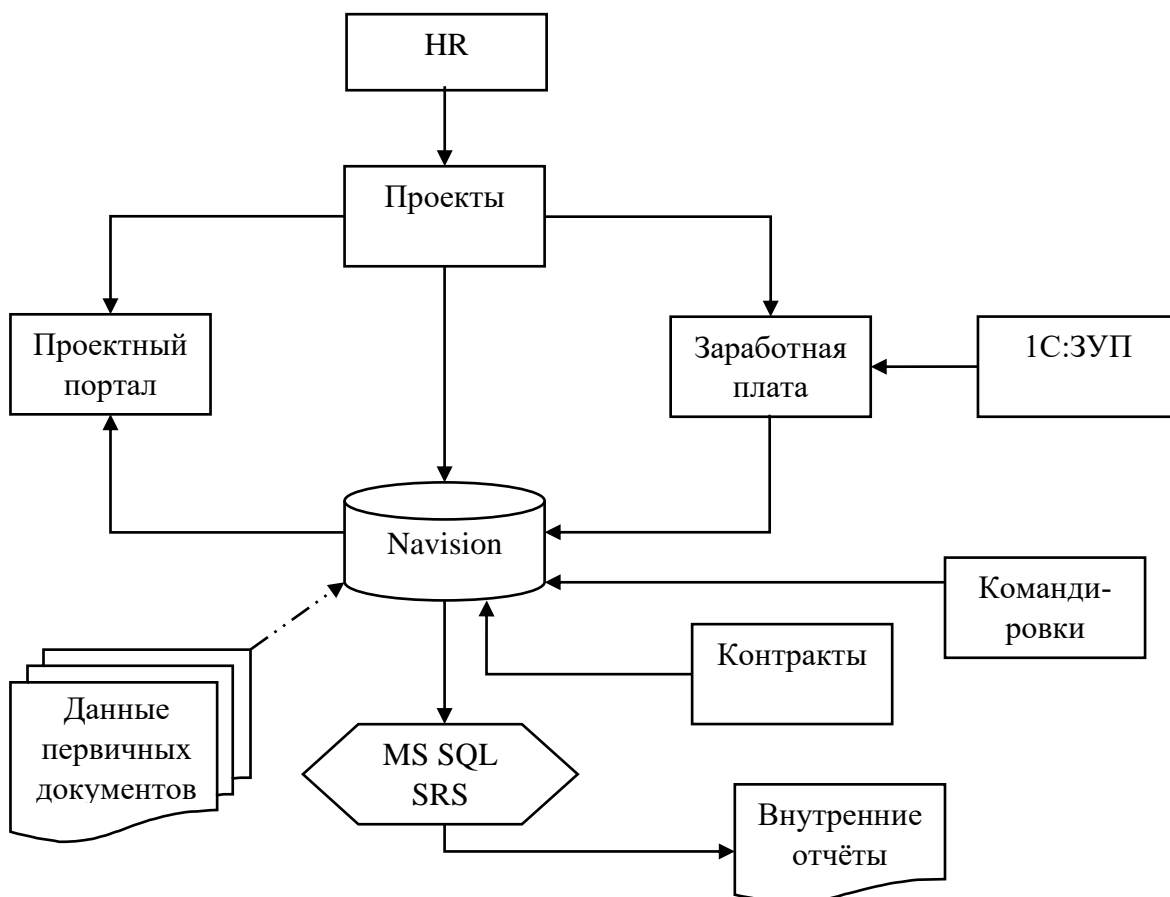 HR
Проекты
Проектный
портал
Заработная
плата
1С:ЗУП
Navision
Командиг-
ровки
Контракты
Данные
первичных
документов
MS SQL
SRS
Внутренние
отчёты